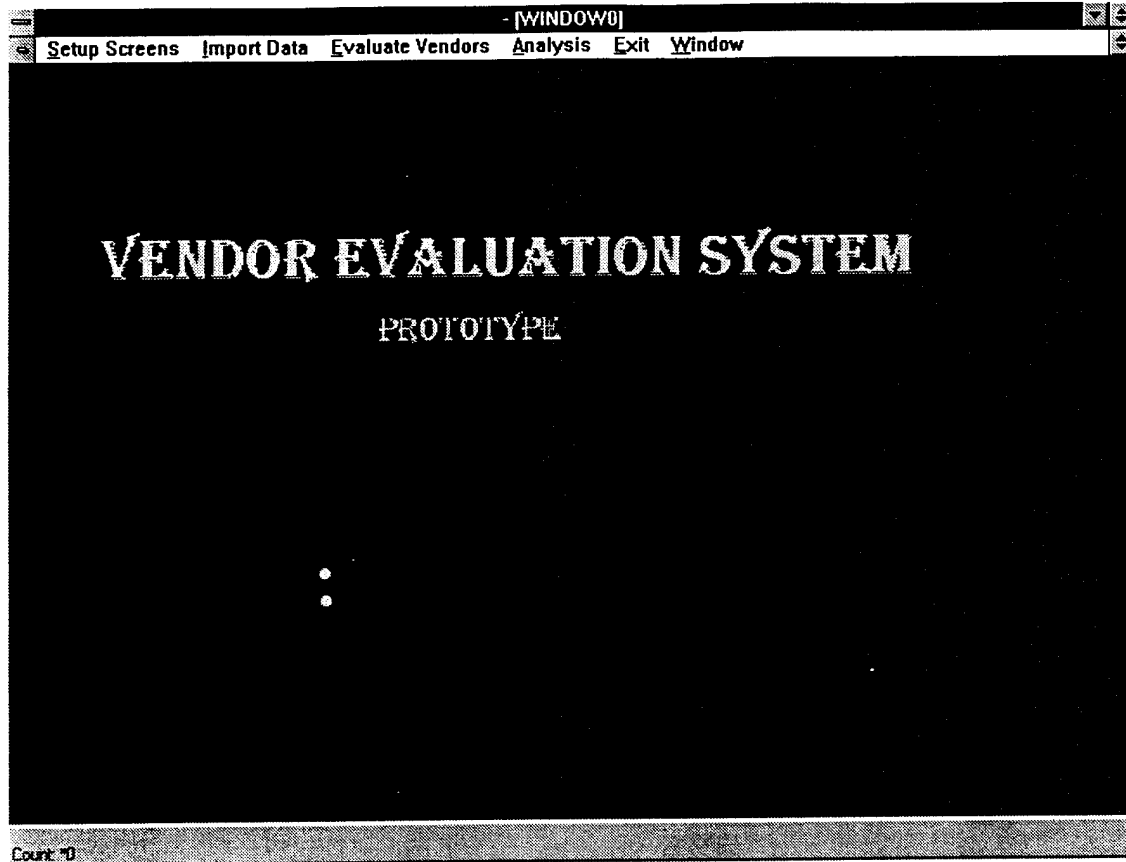 - [WINDOW0]
Setup Screens Import Data Evaluate Vendors Analysis Exit Window
VENDOR EVALUATION SYSTEM
PROTOTYPE
Count: *0